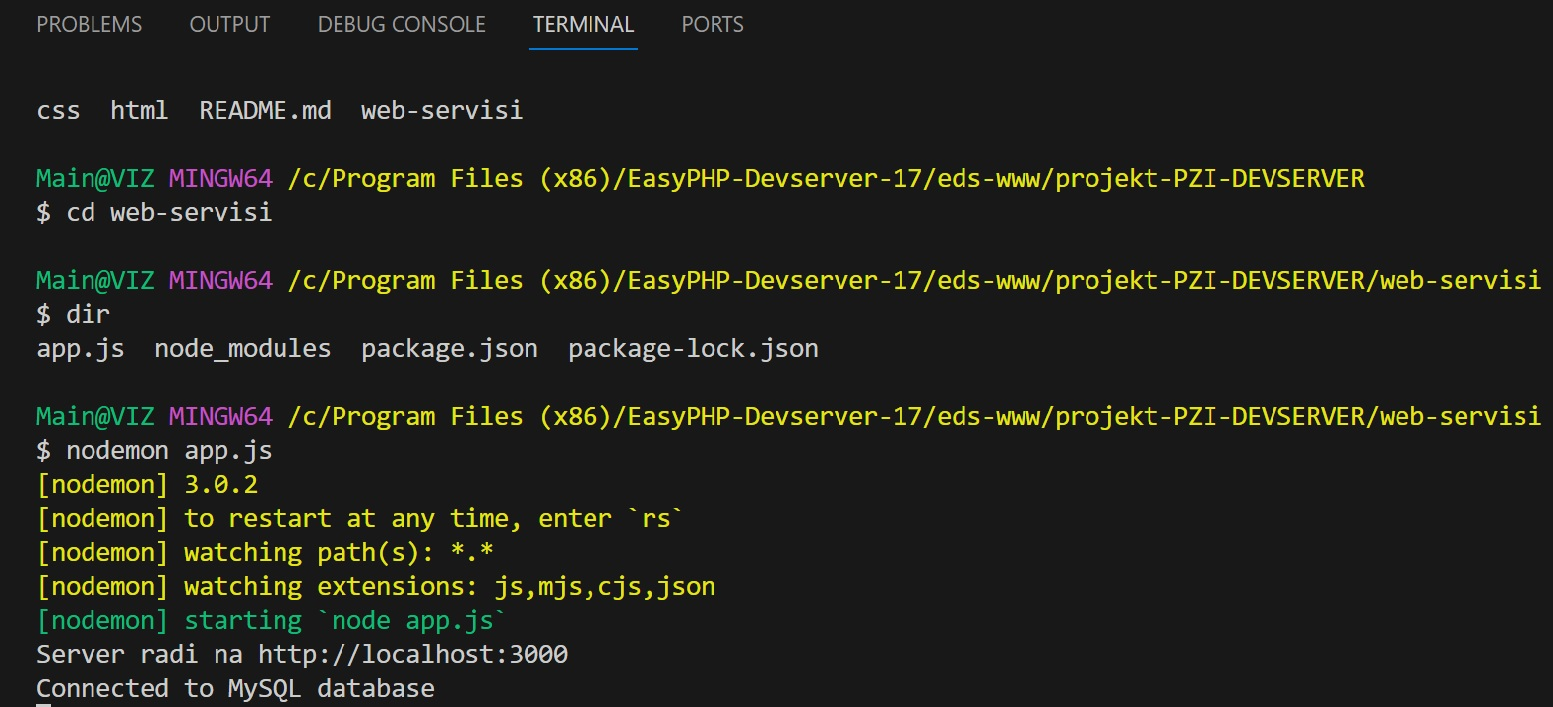 PROBLEMS OUTPUT DEBUG CONSOLE TERMINAL PORTS
css  html  README.md  web-servisi
Main@VIZ MINGW64 /c/Program Files (x86)/EasyPHP-Devserver-17/eds-www/projekt-PZI-DEVSERVER
$ cd web-servisi
Main@VIZ MINGW64 /c/Program Files (x86)/EasyPHP-Devserver-17/eds-www/projekt-PZI-DEVSERVER/web-servisi
$ dir
app.js  node_modules  package.json  package-lock.json
Main@VIZ MINGW64 /c/Program Files (x86)/EasyPHP-Devserver-17/eds-www/projekt-PZI-DEVSERVER/web-servisi
$ nodemon app.js
[nodemon] 3.0.2
[nodemon] to restart at any time, enter `rs`
[nodemon] watching path(s): *.*
[nodemon] watching extensions: js,mjs,cjs,json
[nodemon] starting `node app.js`
Server radi na http://localhost:3000
Connected to MySQL database